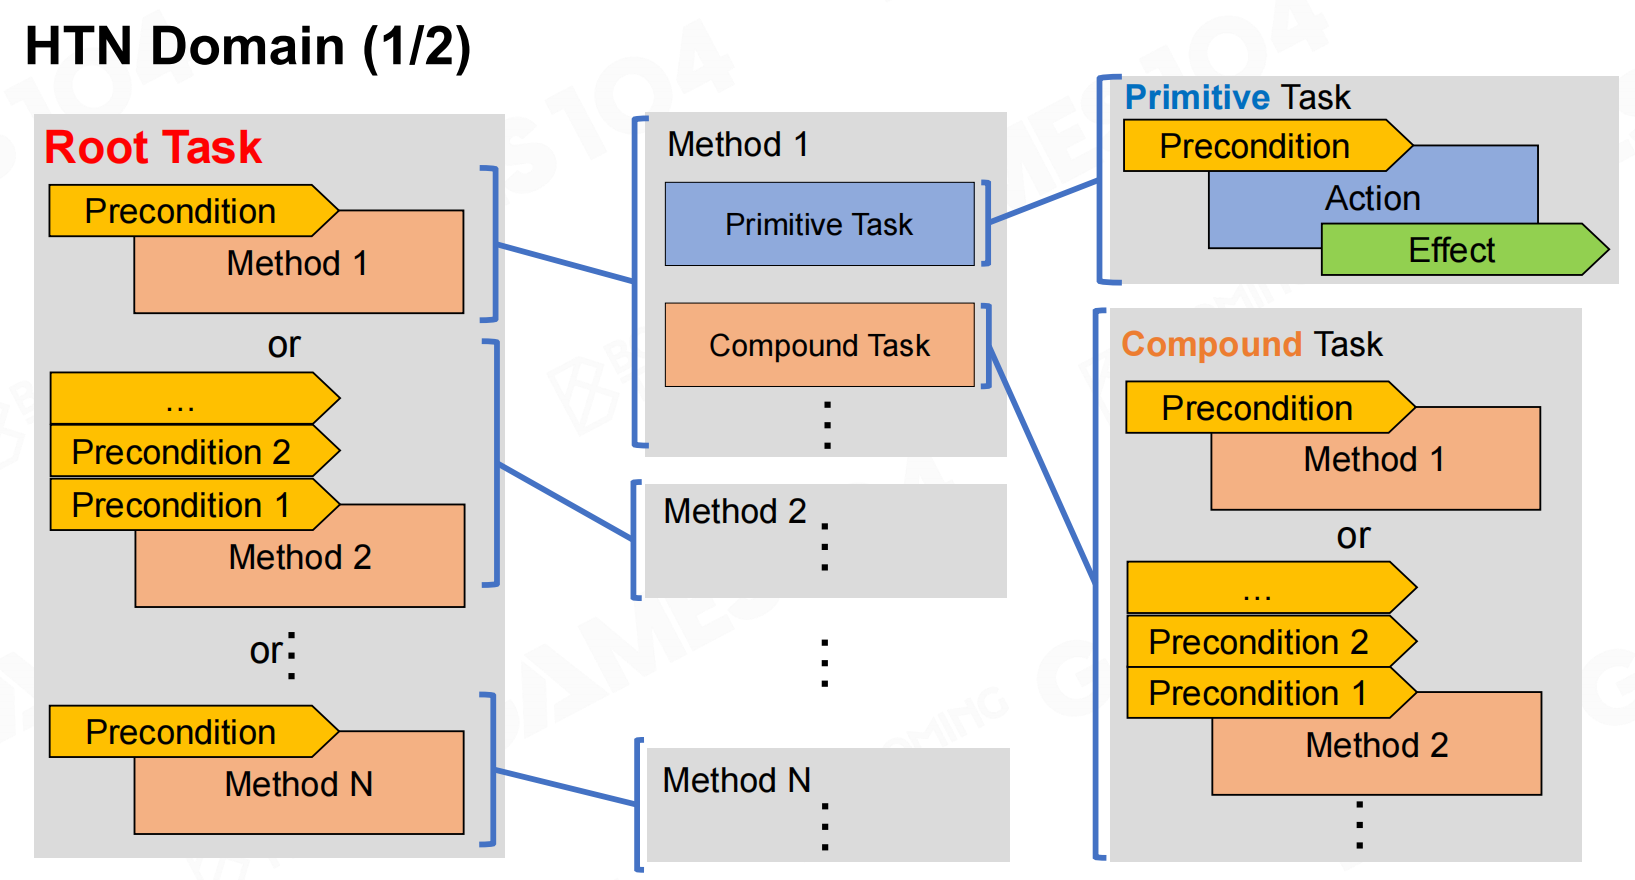 HTN Domain (1/2)
Root Task
Precondition
Method 1
or
...
Precondition 2
Precondition 1
Method 2
or
Precondition
Method N
Method 1
Primitive Task
Compound Task
Method 2
Method N
Primitive Task
Precondition
Action
Effect
Compound Task
Precondition
Method 1
or
...
Precondition 2
Precondition 1
Method 2